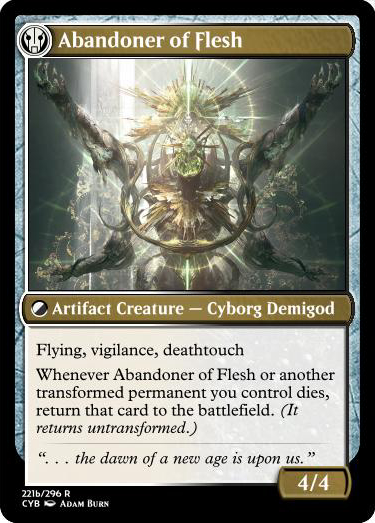 Abandoner of Flesh
Artifact Creature — Cyborg Demigod
Flying, vigilance, deathtouch
Whenever Abandoner of Flesh or another
transformed permanent you control dies,
return that card to the battlefield. (It
returns untransformed.)
“. . . the dawn of a new age is upon us.”
4/4
221b/296 R
CYB Adam Burn